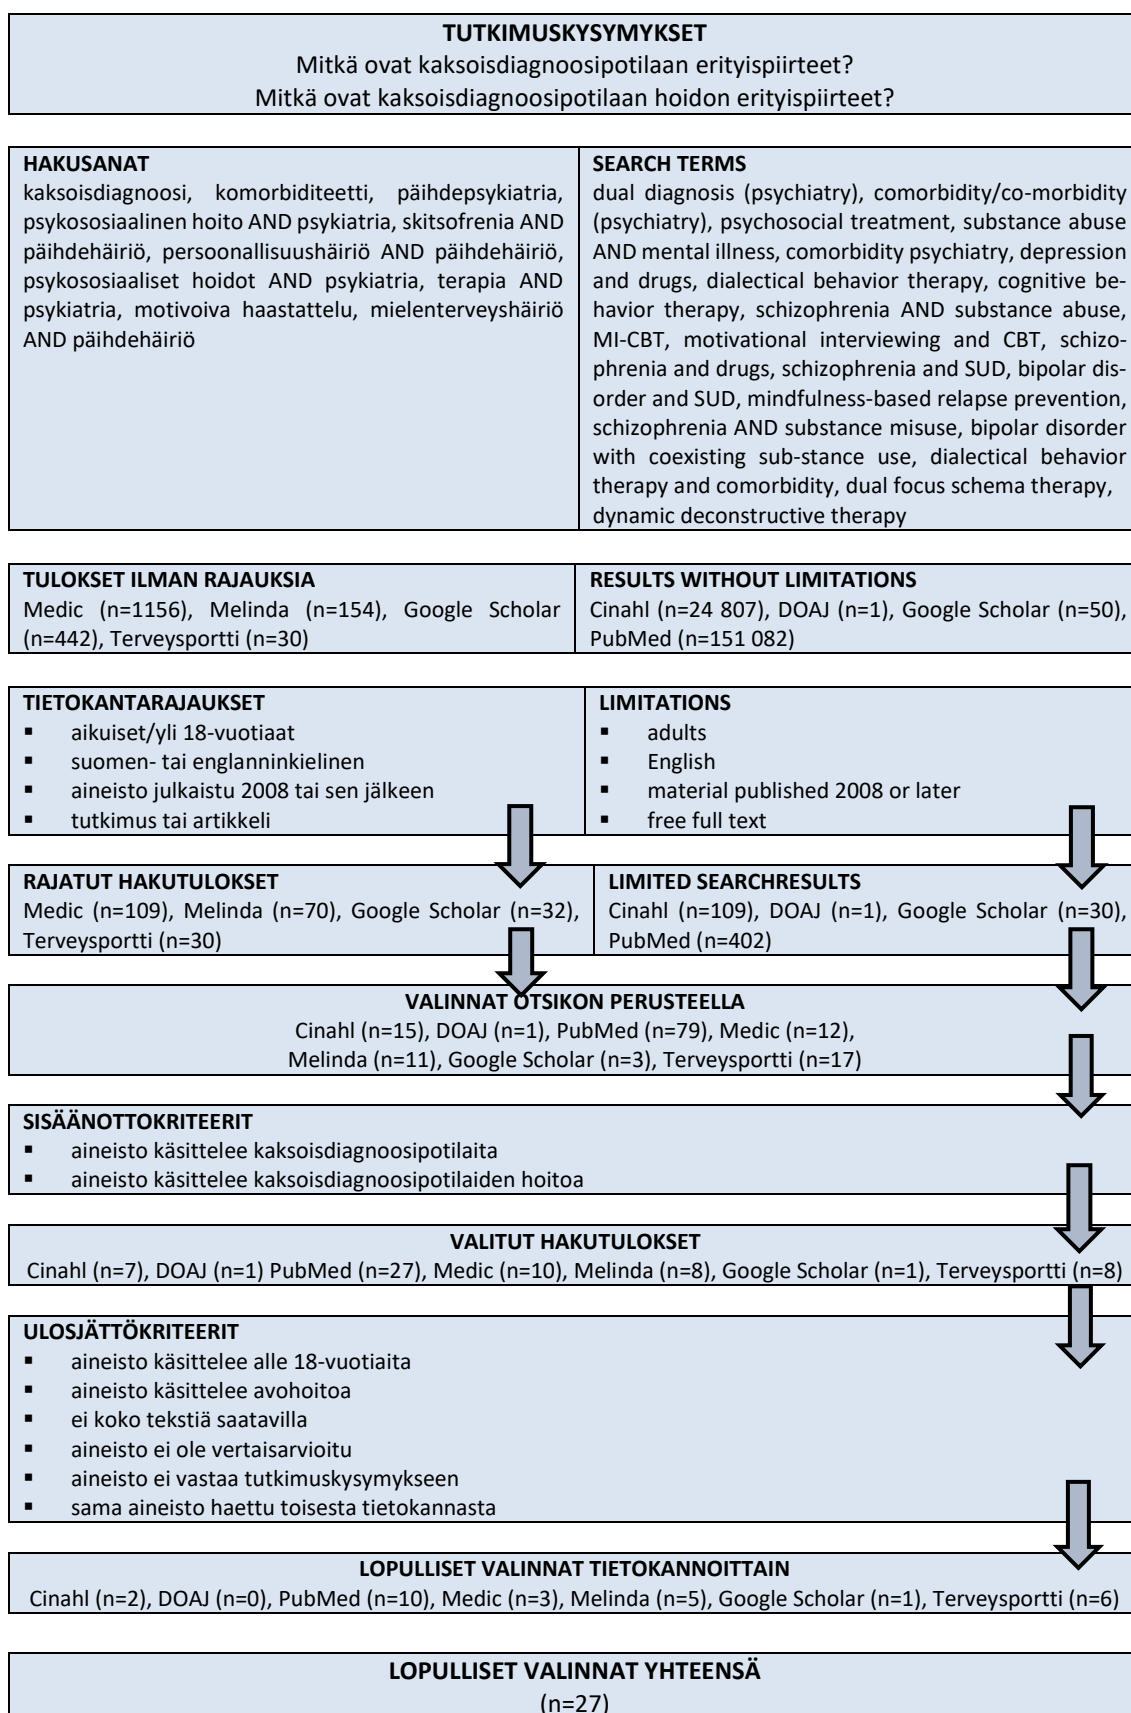 TUTKIMUSKYSYMYKSET
Mitkä ovat kaksoisdiagnoosipotilaan erityispiirteet?
Mitkä ovat kaksoisdiagnoosipotilaan hoidon erityispiirteet?
HAKUSANAT
kaksoisdiagnoosi, komorbiditeetti, päihdepsykiatria,
psykososiaalinen hoito AND psykiatria, skitsofrenia AND
päihdehäiriö, persoonallisuushäiriö AND päihdehäiriö,
psykososiaaliset hoidot AND psykiatria, terapia AND
psykiatria, motivoiva haastattelu, mielenterveyshäiriö
AND päihdehäiriö
SEARCH TERMS
dual diagnosis (psychiatry), comorbidity/co-morbidity
(psychiatry), psychosocial treatment, substance abuse
AND mental illness, comorbidity psychiatry, depression
and drugs, dialectical behavior therapy, cognitive be-
havior therapy, schizophrenia AND substance abuse,
MI-CBT, motivational interviewing and CBT, schizo-
phrenia and drugs, schizophrenia and SUD, bipolar dis-
order and SUD, mindfulness-based relapse prevention,
schizophrenia AND substance misuse, bipolar disorder
with coexisting sub-stance use, dialectical behavior
therapy and comorbidity, dual focus schema therapy,
dynamic deconstructive therapy
TULOKSET ILMAN RAJAUKSIA
Medic (n=1156), Melinda (n=154), Google Scholar
(n=442), Terveysportti (n=30)
RESULTS WITHOUT LIMITATIONS
Cinahl (n=24 807), DOAJ (n=1), Google Scholar (n=50),
PubMed (n=151 082)
TIETOKANTARAJAUKSET
▪ aikuiset/yli 18-vuotiaat
▪ suomen- tai englanninkielinen
▪ aineisto julkaistu 2008 tai sen jälkeen
▪ tutkimus tai artikkeli
LIMITATIONS
▪ adults
▪ English
▪ material published 2008 or later
▪ free full text
RAJATUT HAKUTULOKSET
Medic (n=109), Melinda (n=70), Google Scholar (n=32),
Terveysportti (n=30)
LIMITED SEARCHRESULTS
Cinahl (n=109), DOAJ (n=1), Google Scholar (n=30),
PubMed (n=402)
VALINNAT OTSIKON PERUSTEELLA
Cinahl (n=15), DOAJ (n=1), PubMed (n=79), Medic (n=12),
Melinda (n=11), Google Scholar (n=3), Terveysportti (n=17)
SISÄÄNOTTOKRITEERIT
▪ aineisto käsittelee kaksoisdiagnoosipotilaita
▪ aineisto käsittelee kaksoisdiagnoosipotilaiden hoitoa
VALITUT HAKUTULOKSET
Cinahl (n=7), DOAJ (n=1) PubMed (n=27), Medic (n=10), Melinda (n=8), Google Scholar (n=1), Terveysportti (n=8)
ULOSJÄTTÖKRITEERIT
▪ aineisto käsittelee alle 18-vuotiaita
▪ aineisto käsittelee avohoitoa
▪ ei koko tekstiä saatavilla
▪ aineisto ei ole vertaisarvioitu
▪ aineisto ei vastaa tutkimuskysymykseen
▪ sama aineisto haettu toisesta tietokannasta
LOPULLISET VALINNAT TIETOKANNOITTAIN
Cinahl (n=2), DOAJ (n=0), PubMed (n=10), Medic (n=3), Melinda (n=5), Google Scholar (n=1), Terveysportti (n=6)
LOPULLISET VALINNAT YHTEENSÄ
(n=27)